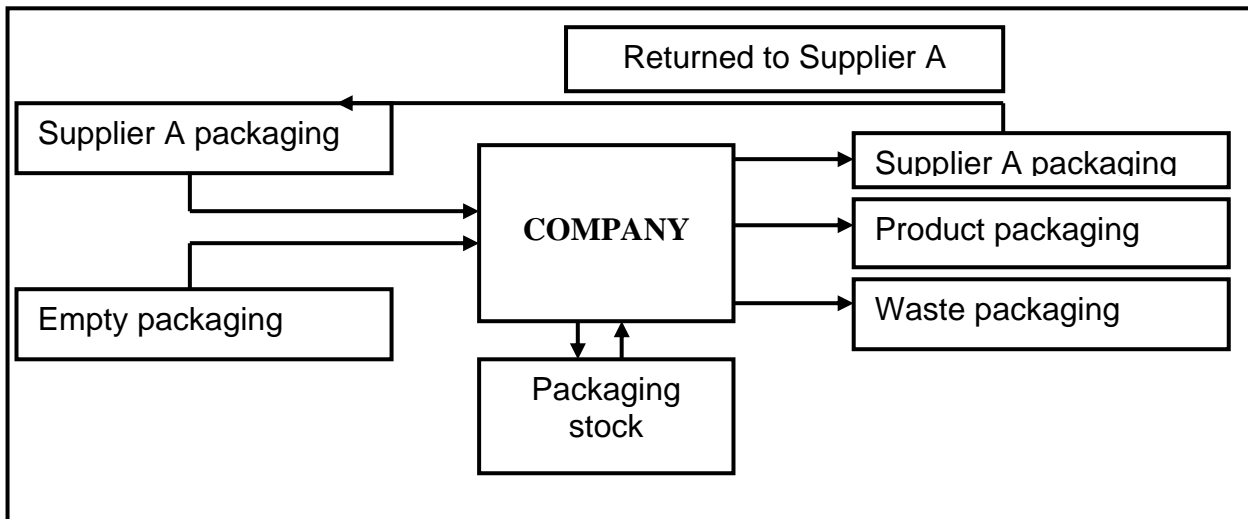 Returned to Supplier A
Supplier A packaging
Supplier A packaging
COMPANY
Product packaging
Empty packaging
Waste packaging
Packaging
stock